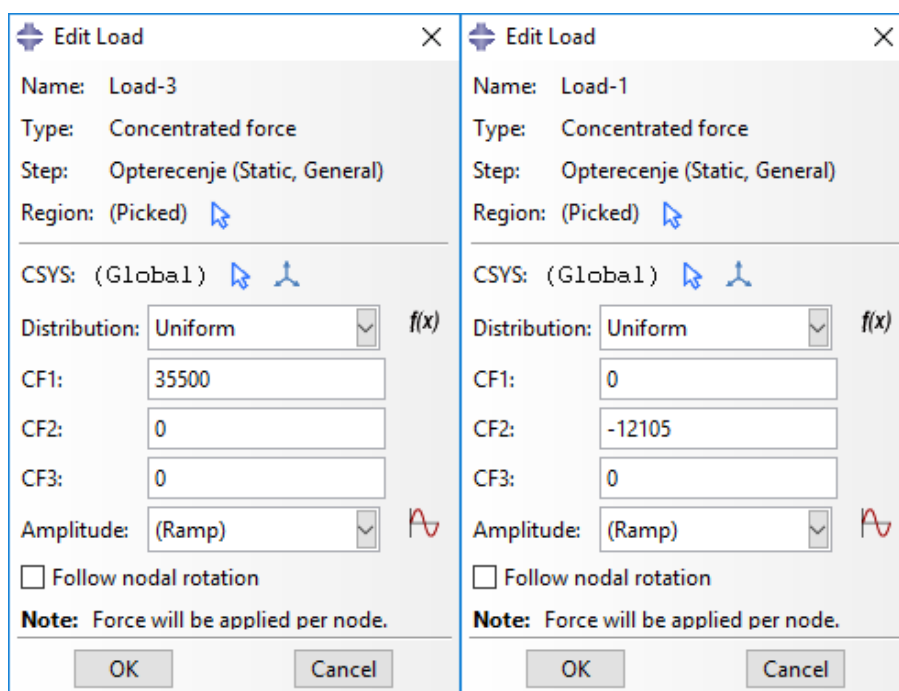 Edit Load
Name: Load-3
Type: Concentrated force
Step: Opterecenje (Static, General)
Region: (Picked)
CSYS: (Global)
Distribution: Uniform f(x)
CF1: 35500
CF2: 0
CF3: 0
Amplitude: (Ramp)
Follow nodal rotation
Note: Force will be applied per node.
OK Cancel
Edit Load
Name: Load-1
Type: Concentrated force
Step: Opterecenje (Static, General)
Region: (Picked)
CSYS: (Global)
Distribution: Uniform f(x)
CF1: 0
CF2: -12105
CF3: 0
Amplitude: (Ramp)
Follow nodal rotation
Note: Force will be applied per node.
OK Cancel